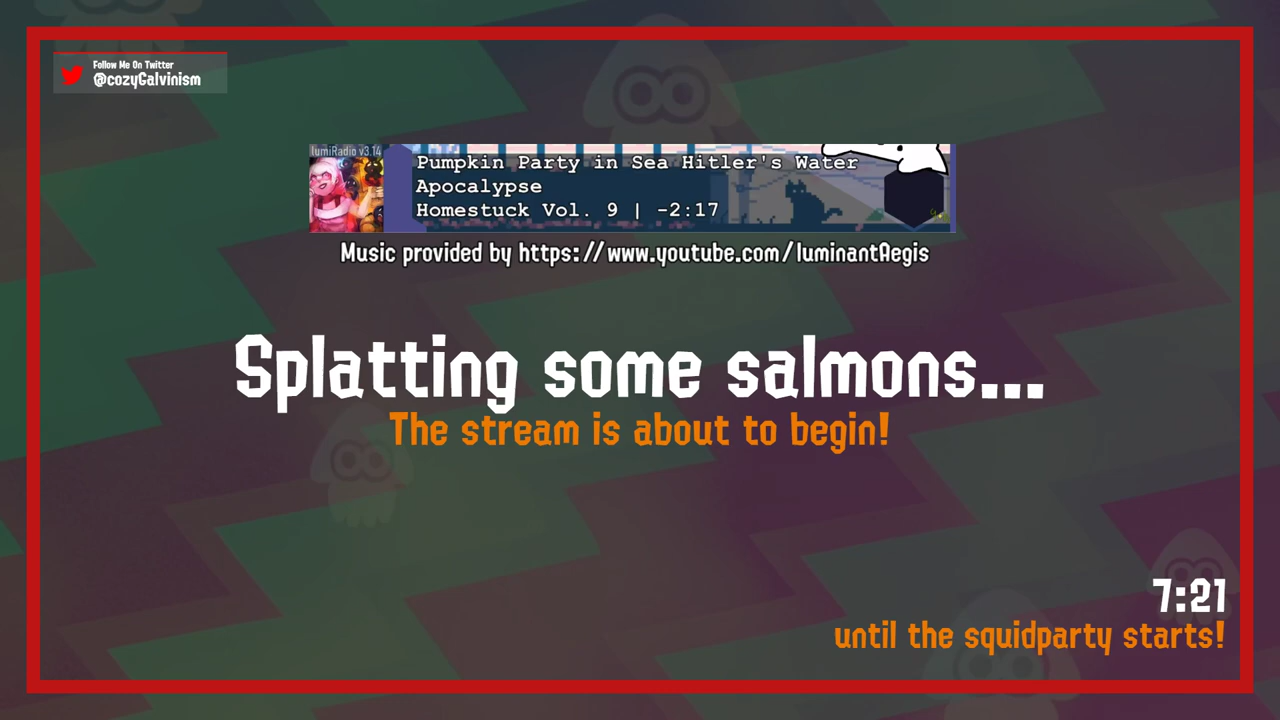 Follow Me On Twitter
@cozyGalvinism
lumiRadio v3.14
Pumpkin Party in Sea Hitler's Water
Apocalypse
Homestuck Vol. 9 | -2:17
Music provided by https://www.youtube.com/luminantAegis
Splatting some salmons...
The stream is about to begin!
7:21
until the squidparty starts!